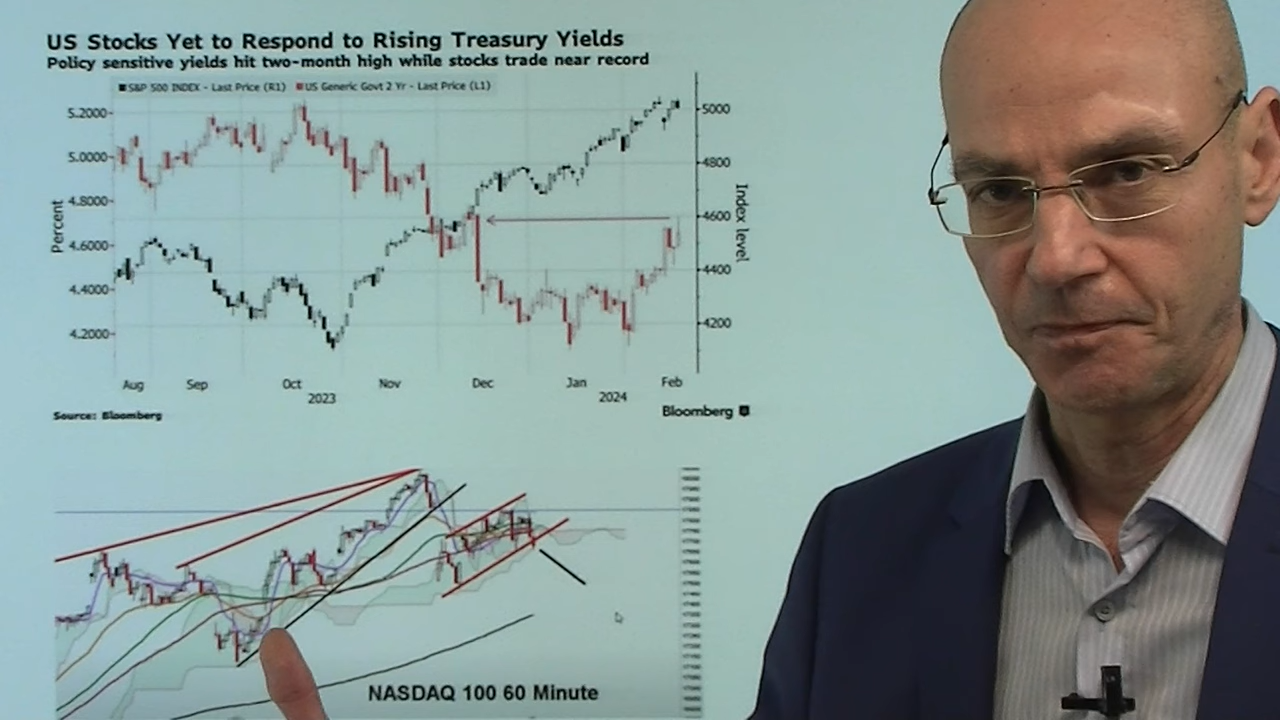 US Stocks Yet to Respond to Rising Treasury Yields
Policy sensitive yields hit two-month high while stocks trade near record
S&P 500 INDEX - Last Price (R1) US Generic Govt 2 Yr - Last Price (L1)
5.2000
5.0000
4.8000
4.6000
4.4000
4.2000
Percent
5000
4800
4600
4400
4200
Index level
Aug Sep Oct Nov Dec Jan Feb
2023 2024
Source: Bloomberg
Bloomberg
NASDAQ 100 60 Minute